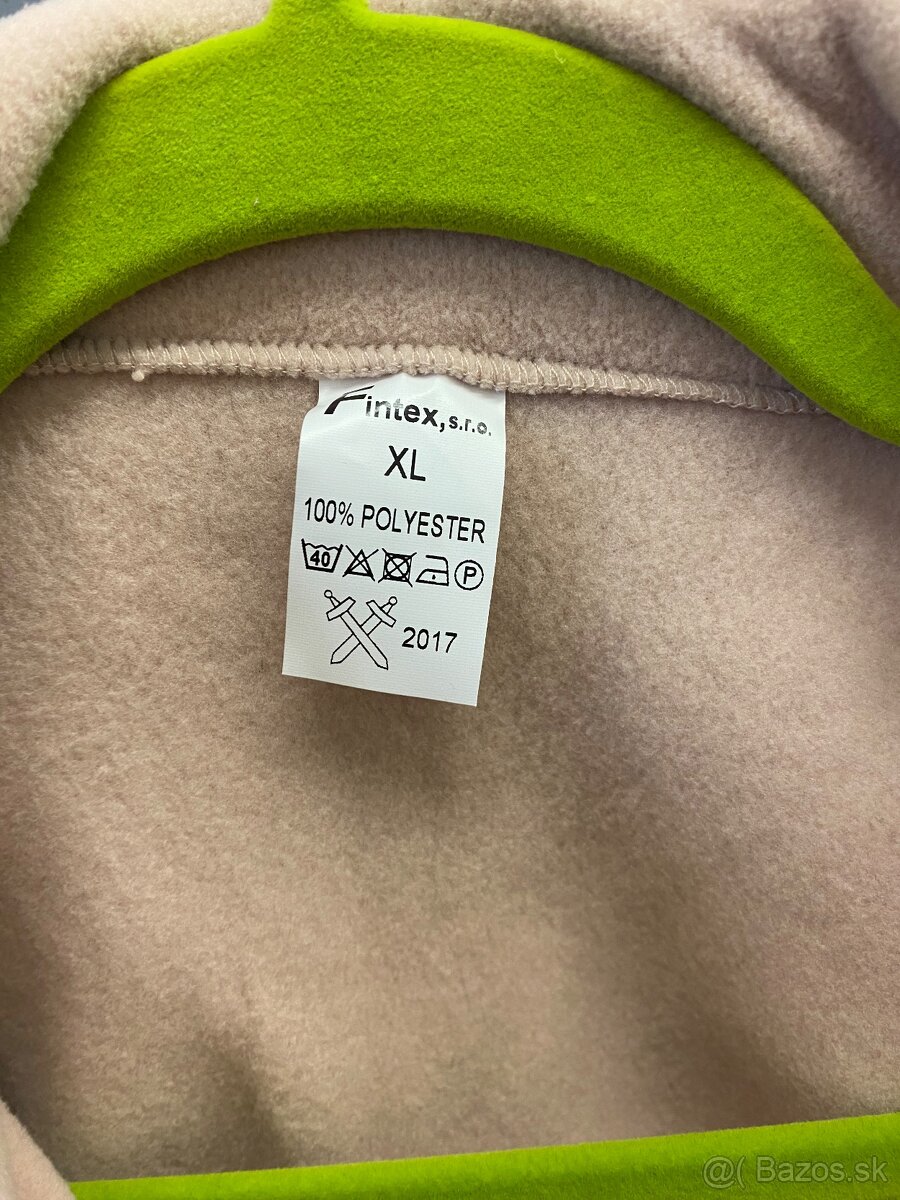 Fintex, s.r.o.
XL
100% POLYESTER
40 P
2017
@( Bazos.sk